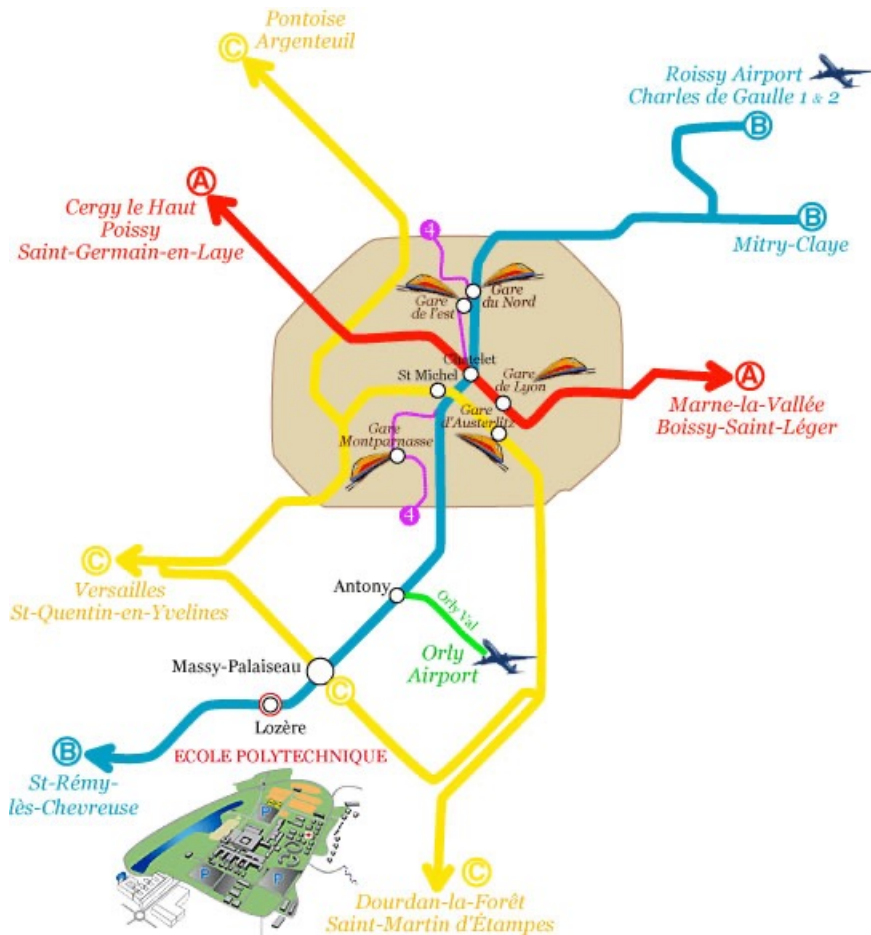 C
Pontoise
Argenteuil
Roissy Airport
Charles de Gaulle 1 & 2
B
A
Cergy le Haut
Poissy
Saint-Germain-en-Laye
B
Mitry-Claye
4
Gare
du Nord
Gare
de l'est
Chatelet
St Michel
Gare
de Lyon
A
Marne-la-Vallée
Boissy-Saint-Léger
Gare
d'Austerlitz
Gare
Montparnasse
4
C
Versailles
St-Quentin-en-Yvelines
Antony
Orly Val
Orly
Airport
Massy-Palaiseau
C
Lozère
B
St-Rémy-
lès-Chevreuse
ECOLE POLYTECHNIQUE
P
P
P
C
Dourdan-la-Forêt
Saint-Martin d'Étampes